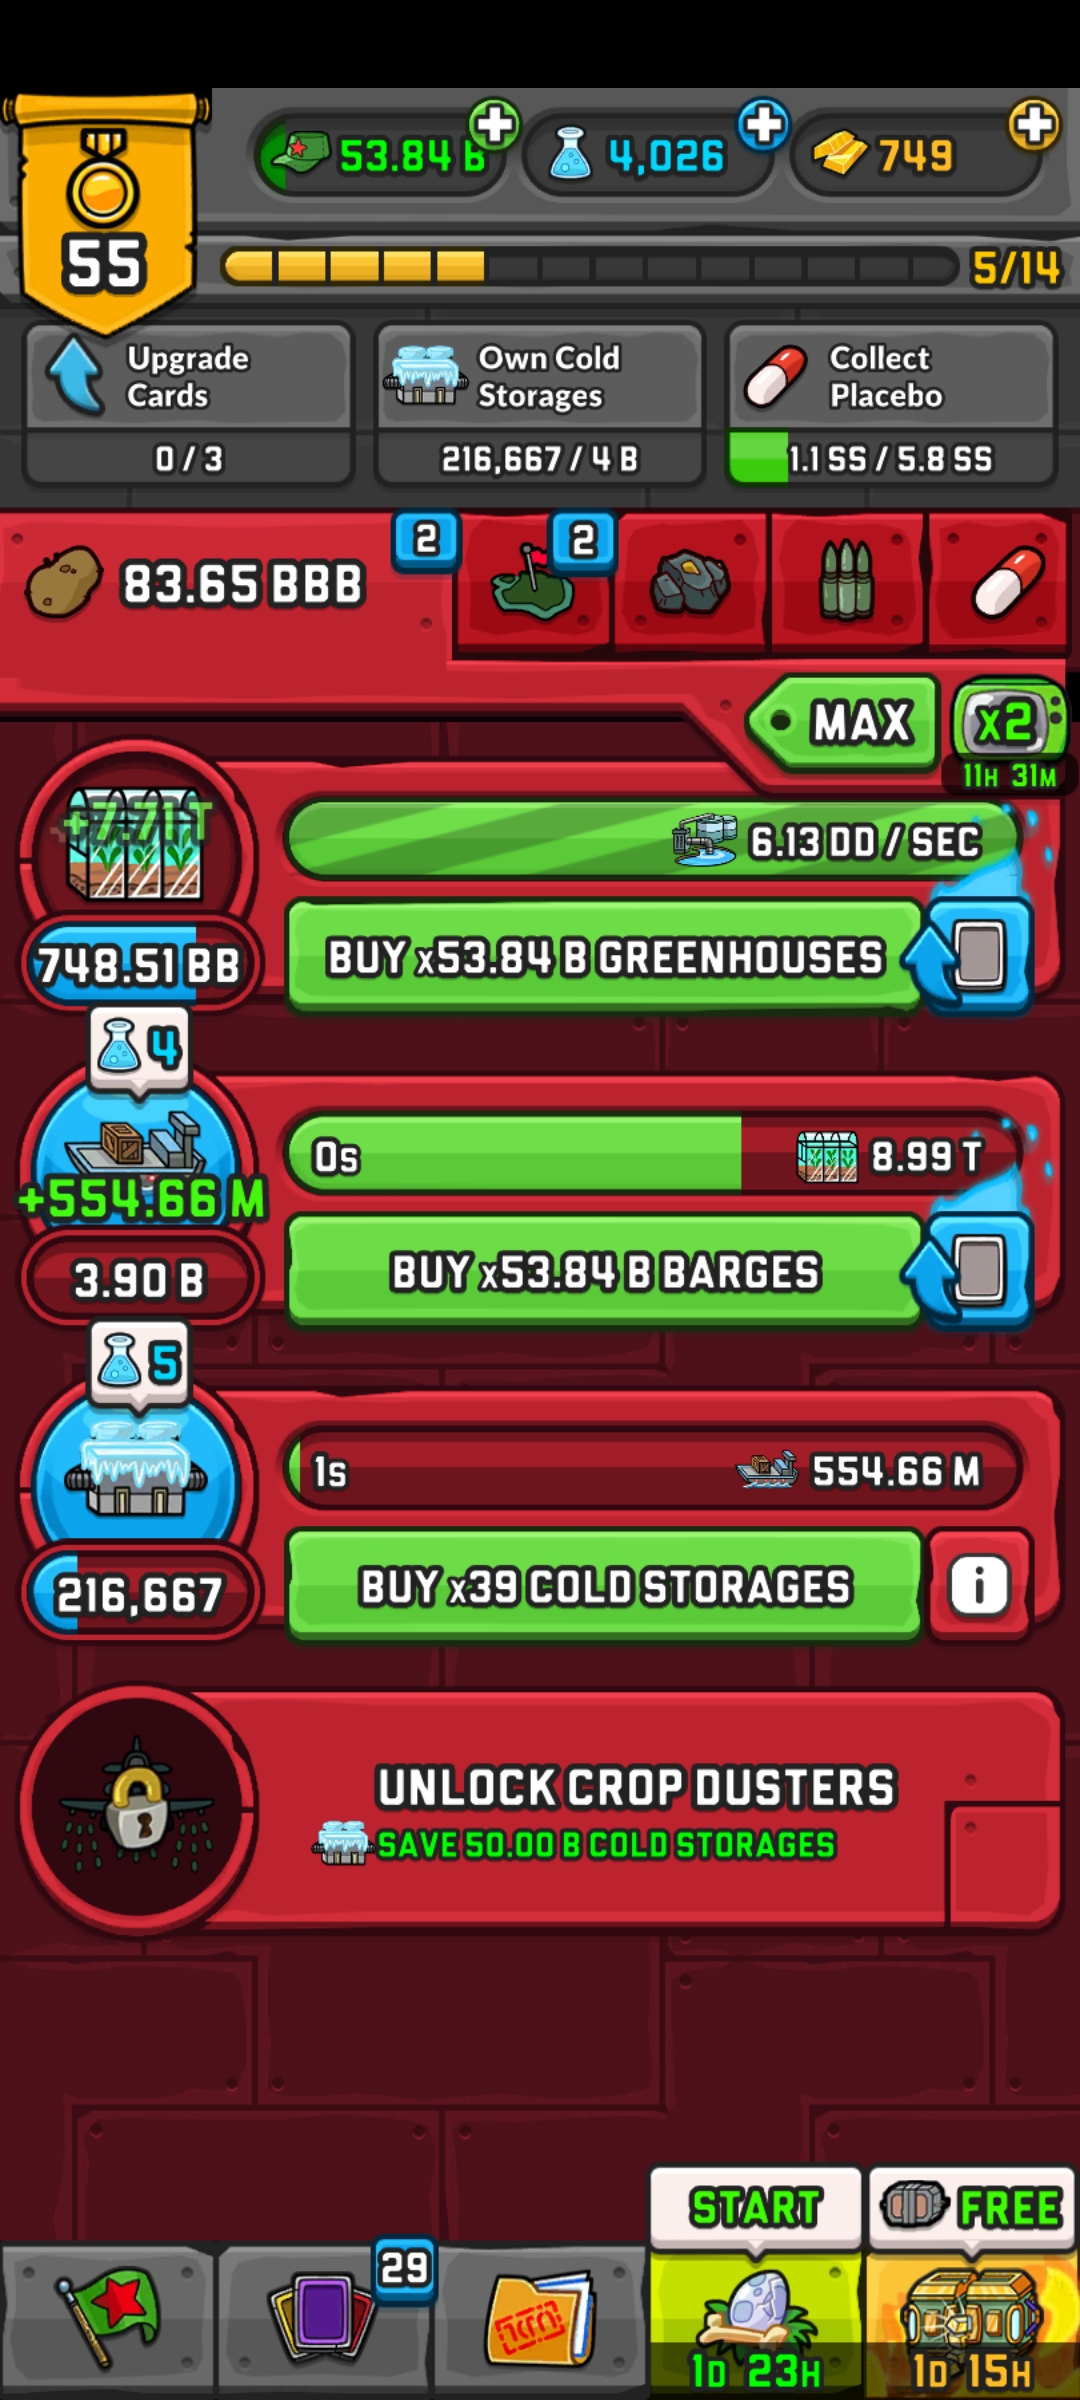 55
53.84 B
4,026
749
5/14
Upgrade
Cards
0 / 3
Own Cold
Storages
216,667 / 4 B
Collect
Placebo
1.1 SS / 5.8 SS
83.65 BBB
2
2
MAX
x2
11H 31M
+7.71 T
6.13 DD / SEC
748.51 BB
BUY x53.84 B GREENHOUSES
4
+554.66 M
0s
8.99 T
3.90 B
BUY x53.84 B BARGES
5
1s
554.66 M
216,667
BUY x39 COLD STORAGES
i
UNLOCK CROP DUSTERS
SAVE 50.00 B COLD STORAGES
START
FREE
29
1D 23H
1D 15H